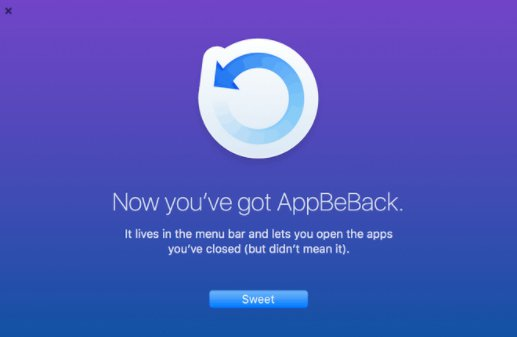 Now you’ve got AppBeBack.
It lives in the menu bar and lets you open the apps
you’ve closed (but didn’t mean it).
Sweet